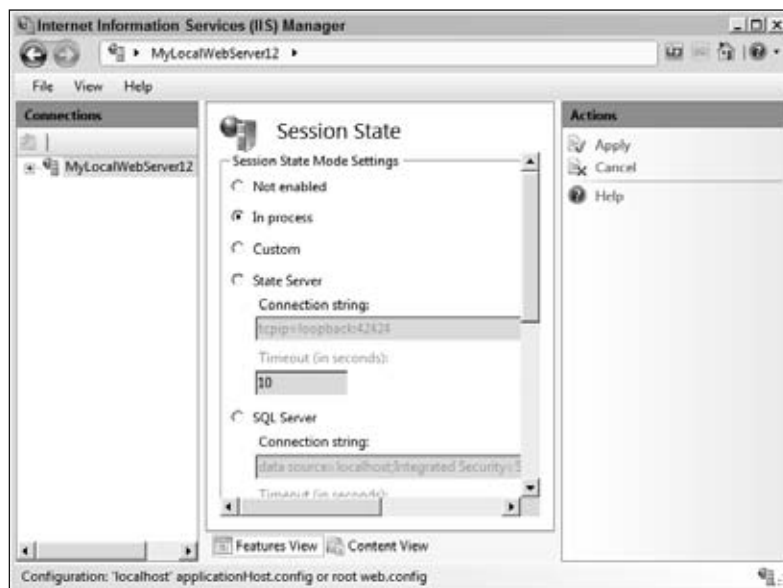 Internet Information Services (IIS) Manager
MyLocalWebServer12
File View Help
Connections
MyLocalWebServer12
Session State
Session State Mode Settings
Not enabled
In process
Custom
State Server
Connection string:
tcpip=loopback:42424
Timeout (in seconds):
10
SQL Server
Connection string:
data source=localhost;Integrated Security=S
Timeout (in seconds):
Features View Content View
Actions
Apply
Cancel
Help
Configuration: 'localhost' applicationHost.config or root web.config